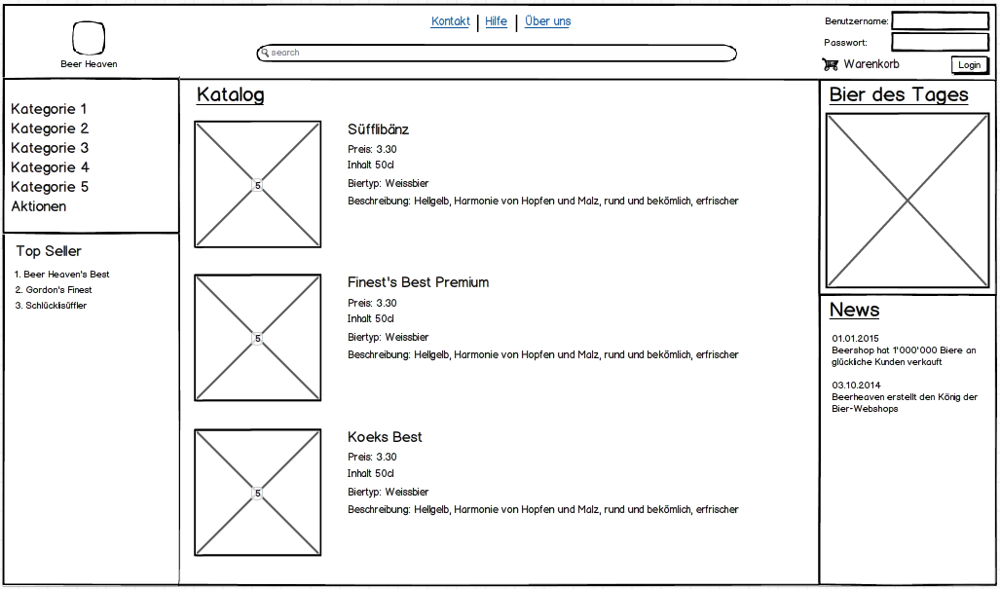 Kontakt | Hilfe | Über uns
search
Beer Heaven
Benutzername:
Passwort:
Warenkorb
Login
Kategorie 1
Kategorie 2
Kategorie 3
Kategorie 4
Kategorie 5
Aktionen
Top Seller
1. Beer Heaven's Best
2. Gordon's Finest
3. Schlücklisüffler
Katalog
5
Süfflibänz
Preis: 3.30
Inhalt 50cl
Biertyp: Weissbier
Beschreibung: Hellgelb, Harmonie von Hopfen und Malz, rund und bekömlich, erfrischer
5
Finest's Best Premium
Preis: 3.30
Inhalt 50cl
Biertyp: Weissbier
Beschreibung: Hellgelb, Harmonie von Hopfen und Malz, rund und bekömlich, erfrischer
5
Koeks Best
Preis: 3.30
Inhalt 50cl
Biertyp: Weissbier
Beschreibung: Hellgelb, Harmonie von Hopfen und Malz, rund und bekömlich, erfrischer
Bier des Tages
News
01.01.2015
Beershop hat 1'000'000 Biere an
glückliche Kunden verkauft
03.10.2014
Beerheaven erstellt den König der
Bier-Webshops